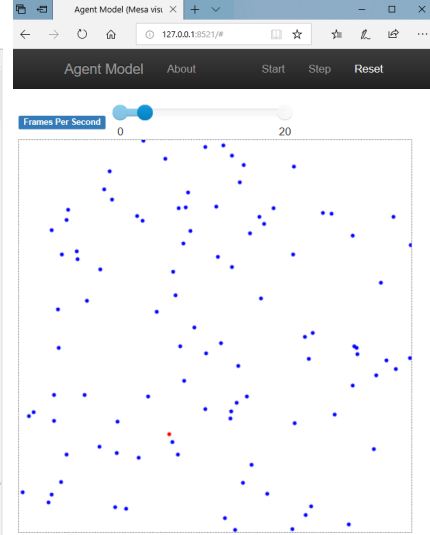 Agent Model (Mesa visu
127.0.0.1:8521/#
Agent Model About Start Step Reset
Frames Per Second
0 20